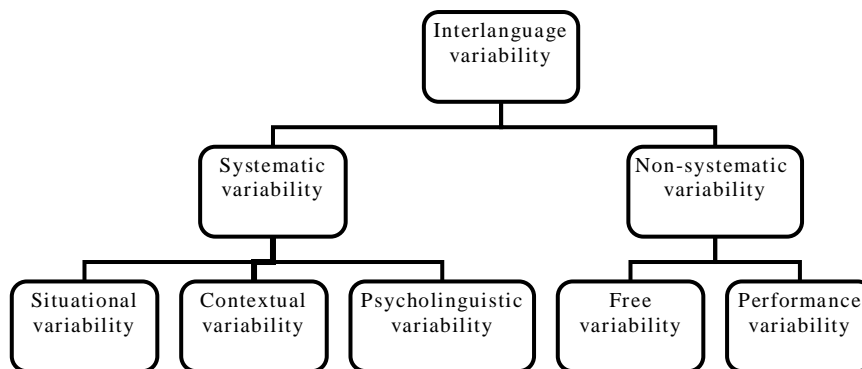 Interlanguage
variability
Systematic
variability
Non-systematic
variability
Situational
variability
Contextual
variability
Psycholinguistic
variability
Free
variability
Performance
variability